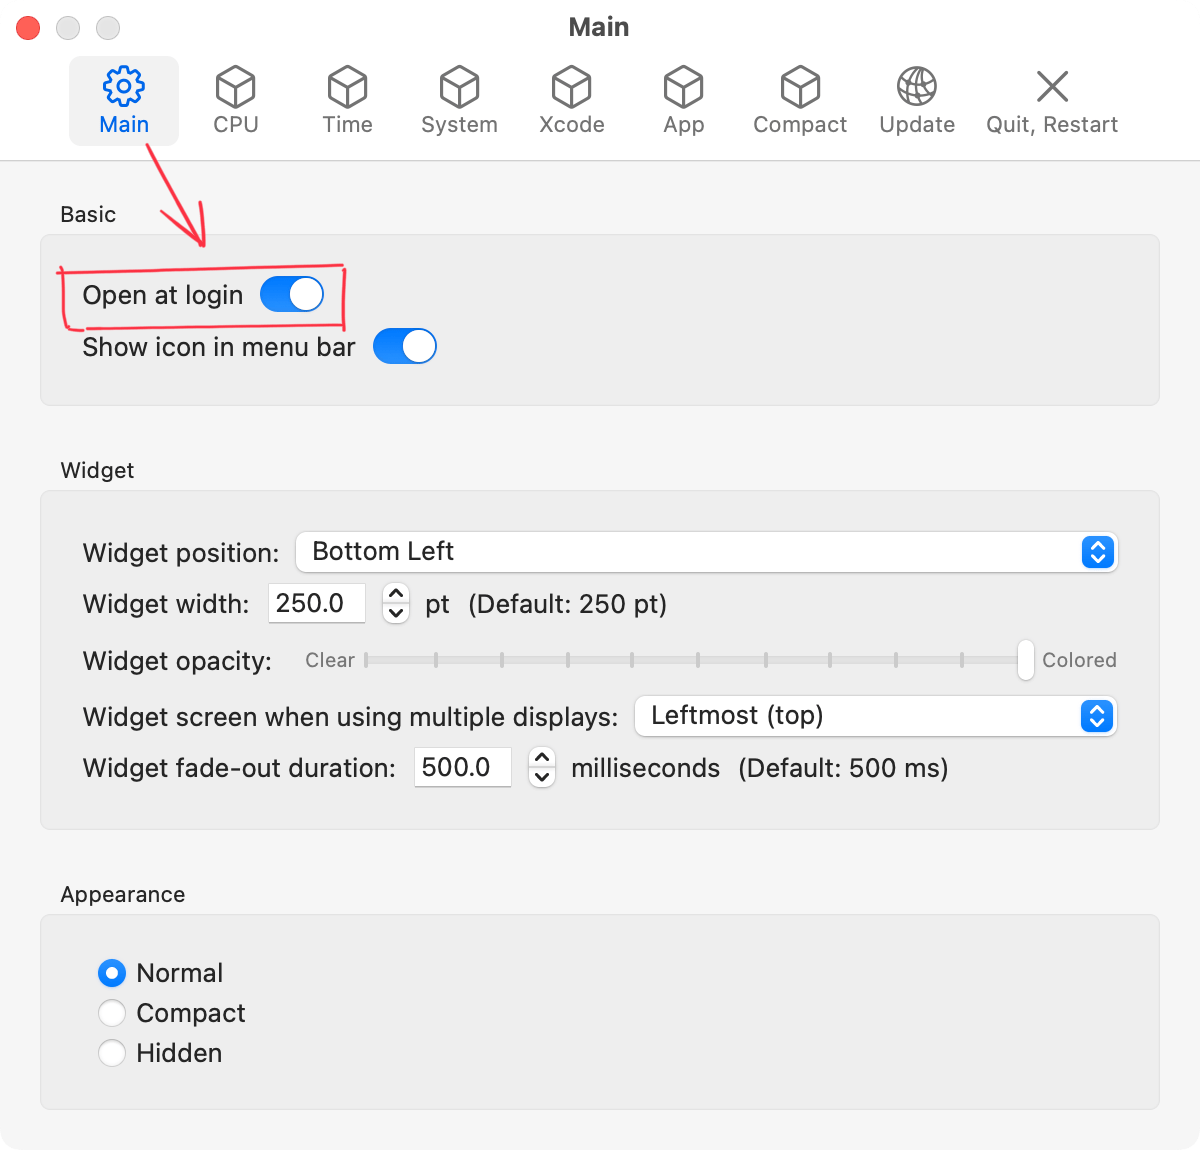 Main
Main CPU Time System Xcode App Compact Update Quit, Restart
Basic
Open at login
Show icon in menu bar
Widget
Widget position: Bottom Left
Widget width: 250.0 pt (Default: 250 pt)
Widget opacity: Clear Colored
Widget screen when using multiple displays: Leftmost (top)
Widget fade-out duration: 500.0 milliseconds (Default: 500 ms)
Appearance
Normal
Compact
Hidden